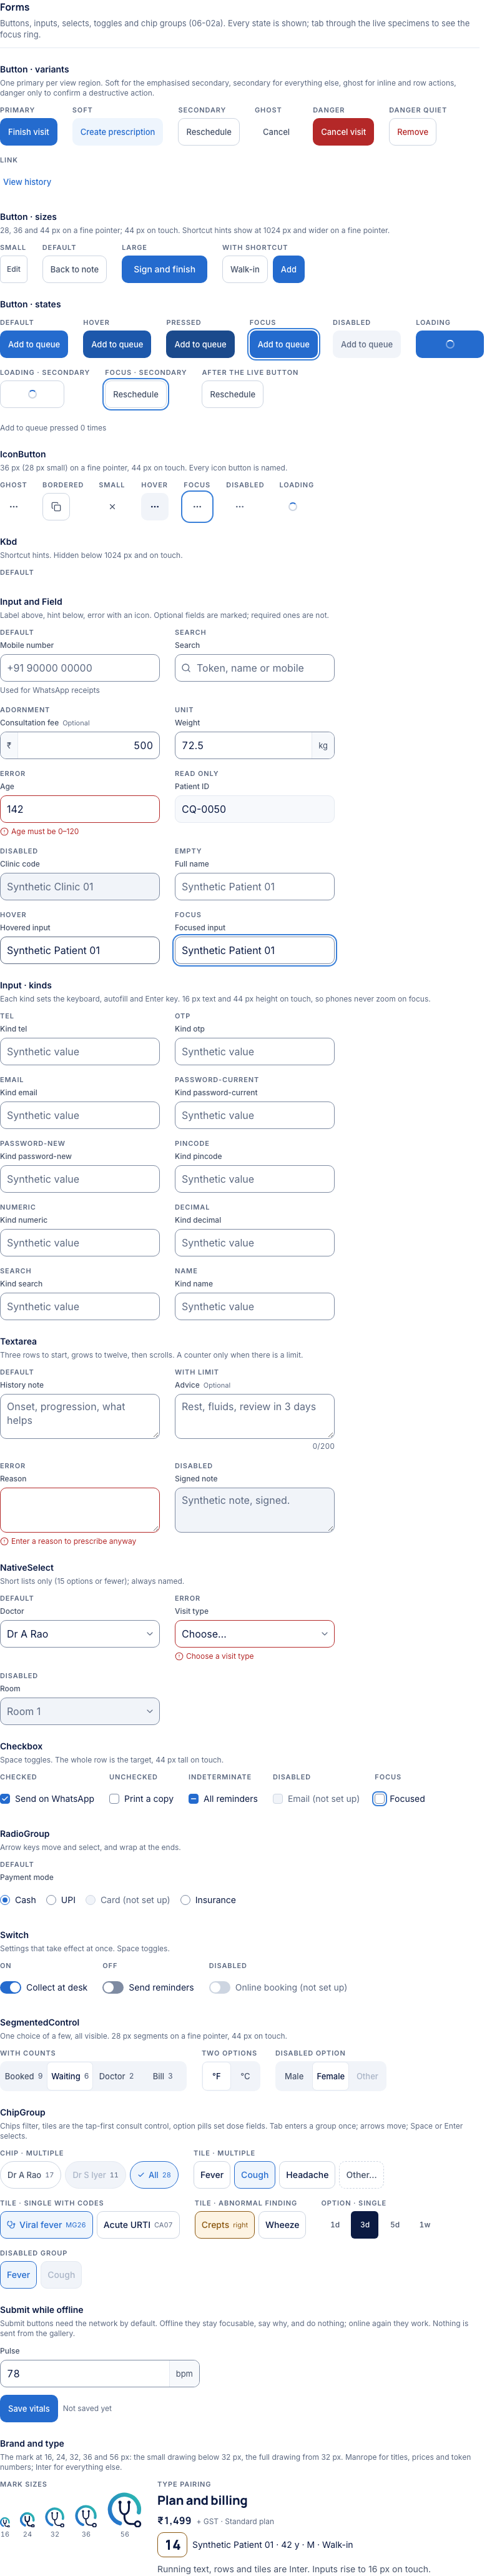 Forms
Buttons, inputs, selects, toggles and chip groups (06-02a). Every state is shown; tab through the live specimens to see the
focus ring.
Button · variants
One primary per view region. Soft for the emphasised secondary, secondary for everything else, ghost for inline and row actions,
danger only to confirm a destructive action.
PRIMARY SOFT SECONDARY GHOST DANGER DANGER QUIET
Finish visit Create prescription Reschedule Cancel Cancel visit Remove
LINK
View history
Button · sizes
28, 36 and 44 px on a fine pointer; 44 px on touch. Shortcut hints show at 1024 px and wider on a fine pointer.
SMALL DEFAULT LARGE WITH SHORTCUT
Edit Back to note Sign and finish Walk-in Add
Button · states
DEFAULT HOVER PRESSED FOCUS DISABLED LOADING
Add to queue Add to queue Add to queue Add to queue Add to queue
LOADING · SECONDARY FOCUS · SECONDARY AFTER THE LIVE BUTTON
Reschedule Reschedule
Add to queue pressed 0 times
IconButton
36 px (28 px small) on a fine pointer, 44 px on touch. Every icon button is named.
GHOST BORDERED SMALL HOVER FOCUS DISABLED LOADING
Kbd
Shortcut hints. Hidden below 1024 px and on touch.
DEFAULT
Input and Field
Label above, hint below, error with an icon. Optional fields are marked; required ones are not.
DEFAULT SEARCH
Mobile number Search
+91 90000 00000 Token, name or mobile
Used for WhatsApp receipts
ADORNMENT UNIT
Consultation fee Optional Weight
₹ 500 72.5 kg
ERROR READ ONLY
Age Patient ID
142 CQ-0050
Age must be 0–120
DISABLED EMPTY
Clinic code Full name
Synthetic Clinic 01 Synthetic Patient 01
HOVER FOCUS
Hovered input Focused input
Synthetic Patient 01 Synthetic Patient 01
Input · kinds
Each kind sets the keyboard, autofill and Enter key. 16 px text and 44 px height on touch, so phones never zoom on focus.
TEL OTP
Kind tel Kind otp
Synthetic value Synthetic value
EMAIL PASSWORD-CURRENT
Kind email Kind password-current
Synthetic value Synthetic value
PASSWORD-NEW PINCODE
Kind password-new Kind pincode
Synthetic value Synthetic value
NUMERIC DECIMAL
Kind numeric Kind decimal
Synthetic value Synthetic value
SEARCH NAME
Kind search Kind name
Synthetic value Synthetic value
Textarea
Three rows to start, grows to twelve, then scrolls. A counter only when there is a limit.
DEFAULT WITH LIMIT
History note Advice Optional
Onset, progression, what
helps
Rest, fluids, review in 3 days
0/200
ERROR DISABLED
Reason Signed note
Synthetic note, signed.
Enter a reason to prescribe anyway
NativeSelect
Short lists only (15 options or fewer); always named.
DEFAULT ERROR
Doctor Visit type
Dr A Rao Choose...
Choose a visit type
DISABLED
Room
Room 1
Checkbox
Space toggles. The whole row is the target, 44 px tall on touch.
CHECKED UNCHECKED INDETERMINATE DISABLED FOCUS
Send on WhatsApp Print a copy All reminders Email (not set up) Focused
RadioGroup
Arrow keys move and select, and wrap at the ends.
DEFAULT
Payment mode
Cash UPI Card (not set up) Insurance
Switch
Settings that take effect at once. Space toggles.
ON OFF DISABLED
Collect at desk Send reminders Online booking (not set up)
SegmentedControl
One choice of a few, all visible. 28 px segments on a fine pointer, 44 px on touch.
WITH COUNTS TWO OPTIONS DISABLED OPTION
Booked 9 Waiting 6 Doctor 2 Bill 3 °F °C Male Female Other
ChipGroup
Chips filter, tiles are the tap-first consult control, option pills set dose fields. Tab enters a group once; arrows move; Space or Enter
selects.
CHIP · MULTIPLE TILE · MULTIPLE
Dr A Rao 17 Dr S Iyer 11 All 28 Fever Cough Headache Other...
TILE · SINGLE WITH CODES TILE · ABNORMAL FINDING OPTION · SINGLE
Viral fever MG26 Acute URTI CA07 Crepts right Wheeze 1d 3d 5d 1w
DISABLED GROUP
Fever Cough
Submit while offline
Submit buttons need the network by default. Offline they stay focusable, say why, and do nothing; online again they work. Nothing is
sent from the gallery.
Pulse
78 bpm
Save vitals Not saved yet
Brand and type
The mark at 16, 24, 32, 36 and 56 px: the small drawing below 32 px, the full drawing from 32 px. Manrope for titles, prices and token
numbers; Inter for everything else.
MARK SIZES TYPE PAIRING
Plan and billing
₹1,499 + GST · Standard plan
16 24 32 36 56
14 Synthetic Patient 01 · 42 y · M · Walk-in
Running text, rows and tiles are Inter. Inputs rise to 16 px on touch.